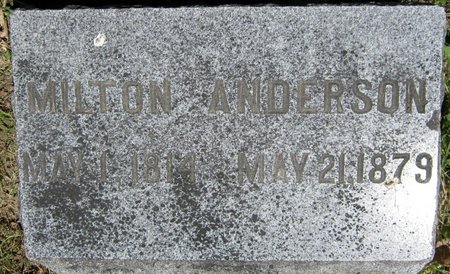 MILTON ANDERSON
MAY 1, 1814 MAY 21, 1879